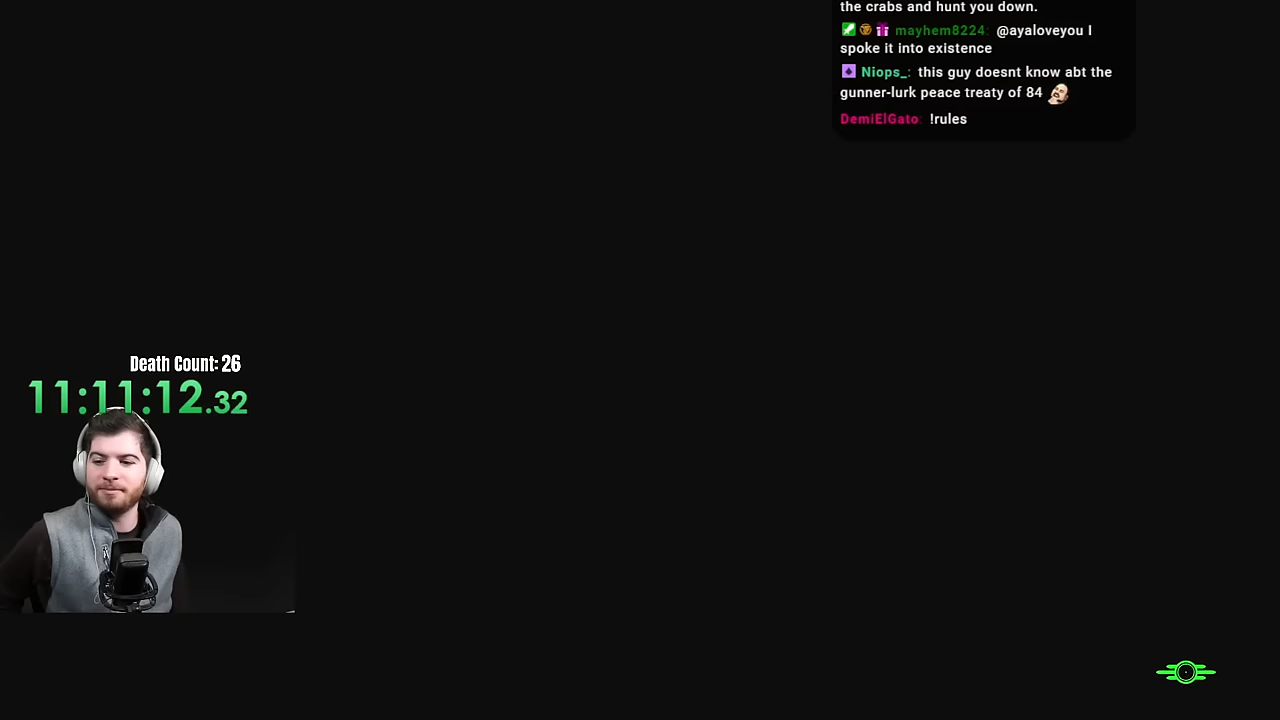 the crabs and hunt you down.
mayhem8224: @ayaloveyou I
spoke it into existence
Niops_: this guy doesnt know abt the
gunner-lurk peace treaty of 84
DemiElGato: !rules
Death Count: 26
11:11:12.32